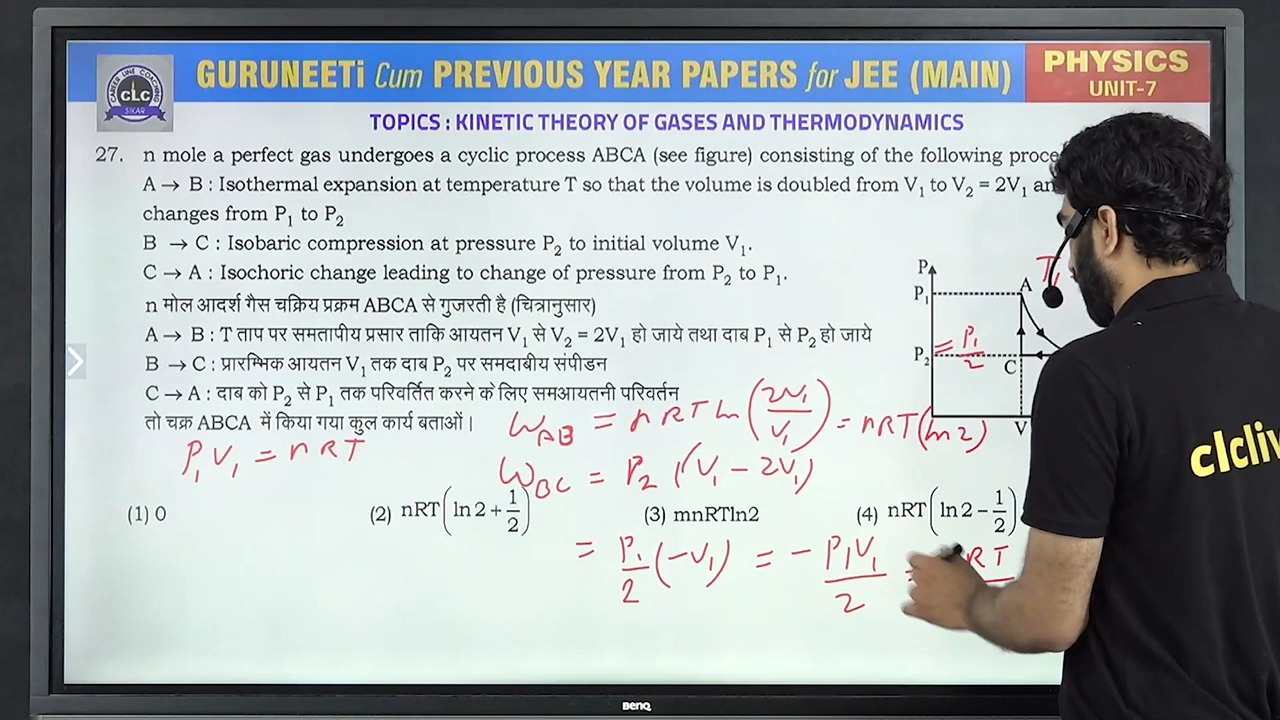 CAREER LINE COACHING
CLC
SIKAR
GURUNEETi Cum PREVIOUS YEAR PAPERS for JEE (MAIN)
PHYSICS
UNIT-7
TOPICS : KINETIC THEORY OF GASES AND THERMODYNAMICS
27. n mole a perfect gas undergoes a cyclic process ABCA (see figure) consisting of the following
A → B : Isothermal expansion at temperature T so that the volume is doubled from V₁ to V₂ = 2V₁
changes from P₁ to P₂
B → C : Isobaric compression at pressure P₂ to initial volume V₁.
C → A : Isochoric change leading to change of pressure from P₂ to P₁.
n मोल आदर्श गैस चक्रिय प्रक्रम ABCA से गुजरती है (चित्रानुसार)
A → B : T ताप पर समतापीय प्रसार ताकि आयतन V₁ से V₂ = 2V₁ हो जाये तथा दाब P₁ से P₂ हो जाये
B → C : प्रारम्भिक आयतन V₁ तक दाब P₂ पर समदाबीय संपीडन
C → A : दाब को P₂ से P₁ तक परिवर्तित करने के लिए समआयतनी परिवर्तन
तो चक्र ABCA में किया गया कुल कार्य बताओं।
P
P₁
A
T₁
P₂ = P₁/2
C
V
W_AB = nRT ln(2V₁/V₁) = nRT(ln 2)
P₁V₁ = nRT
W_BC = P₂ (V₁ - 2V₁)
(1) 0
(2) nRT(ln 2 + 1/2)
(3) mnRTln2
(4) nRT(ln 2 - 1/2)
= P₁/2 (-V₁) = - P₁V₁/2 = RT
clcliv
BenQ